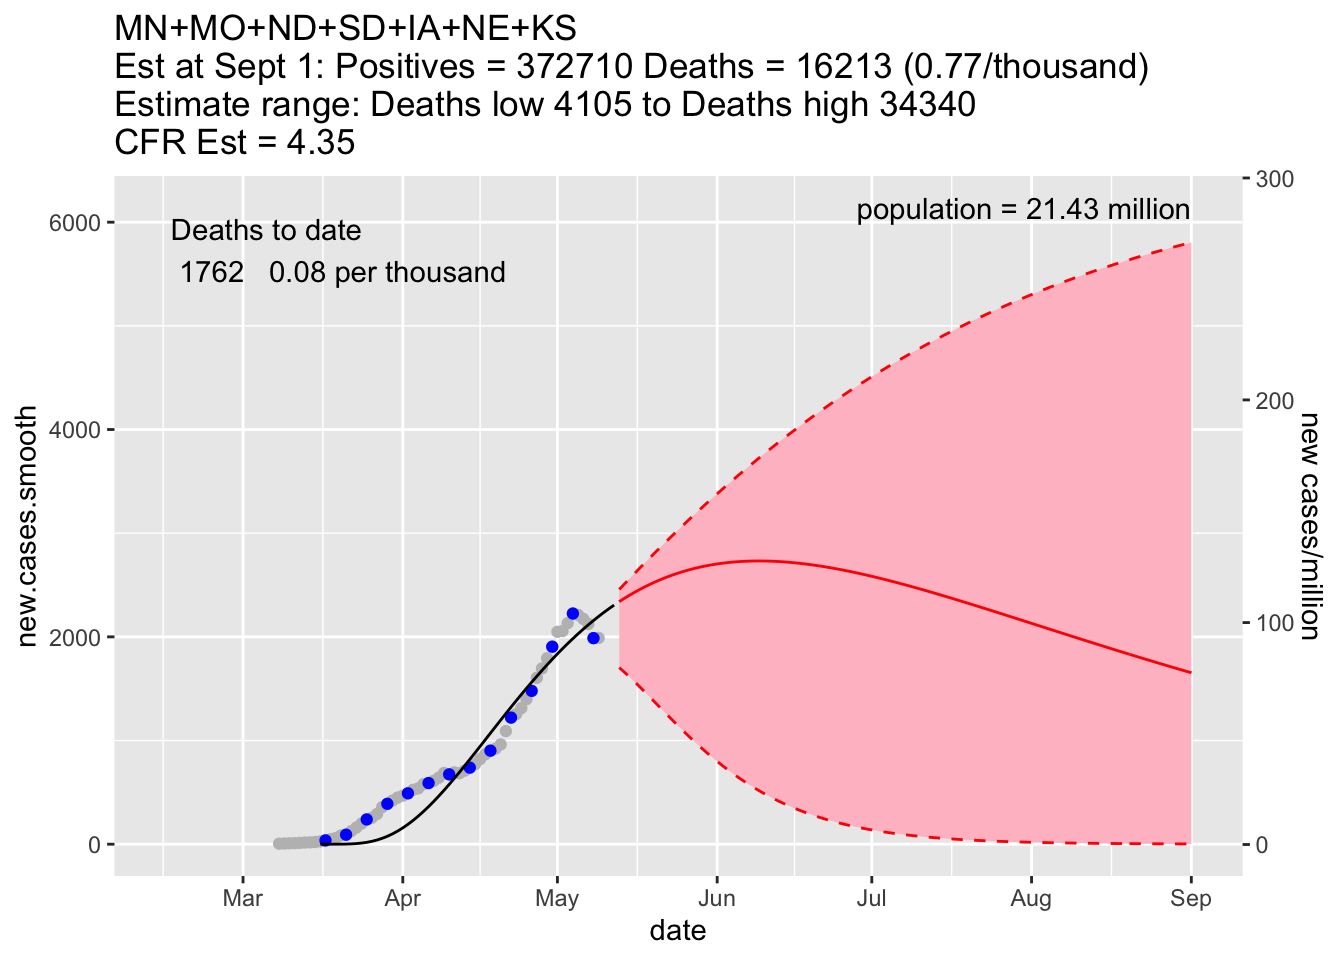 MN+MO+ND+SD+IA+NE+KS
Est at Sept 1: Positives = 372710 Deaths = 16213 (0.77/thousand)
Estimate range: Deaths low 4105 to Deaths high 34340
CFR Est = 4.35
Deaths to date
1762 0.08 per thousand
population = 21.43 million
new.cases.smooth
6000
4000
2000
0
300
200
100
0
new cases/million
Mar Apr May Jun Jul Aug Sep
date